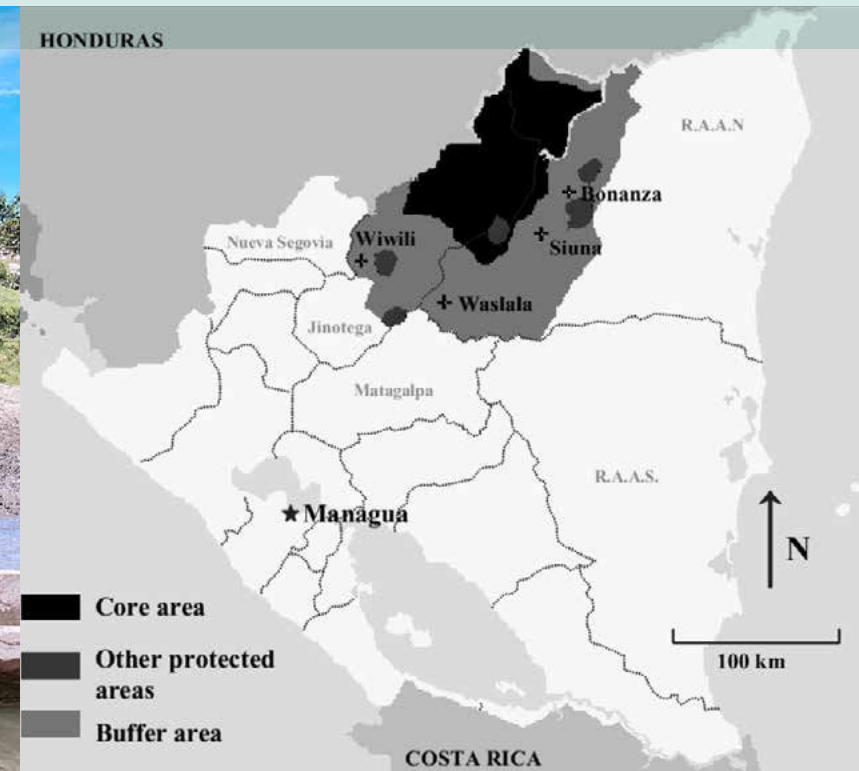 HONDURAS
R.A.A.N
Bonanza
Nueva Segovia
Wiwili
Siuna
Waslala
Jinotega
Matagalpa
R.A.A.S.
Managua
N
Core area
Other protected
areas
100 km
Buffer area
COSTA RICA